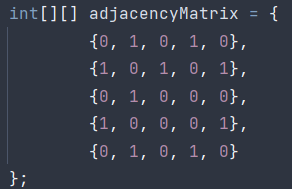 int[][] adjacencyMatrix = {
{0, 1, 0, 1, 0},
{1, 0, 1, 0, 1},
{0, 1, 0, 0, 0},
{1, 0, 0, 0, 1},
{0, 1, 0, 1, 0}
};